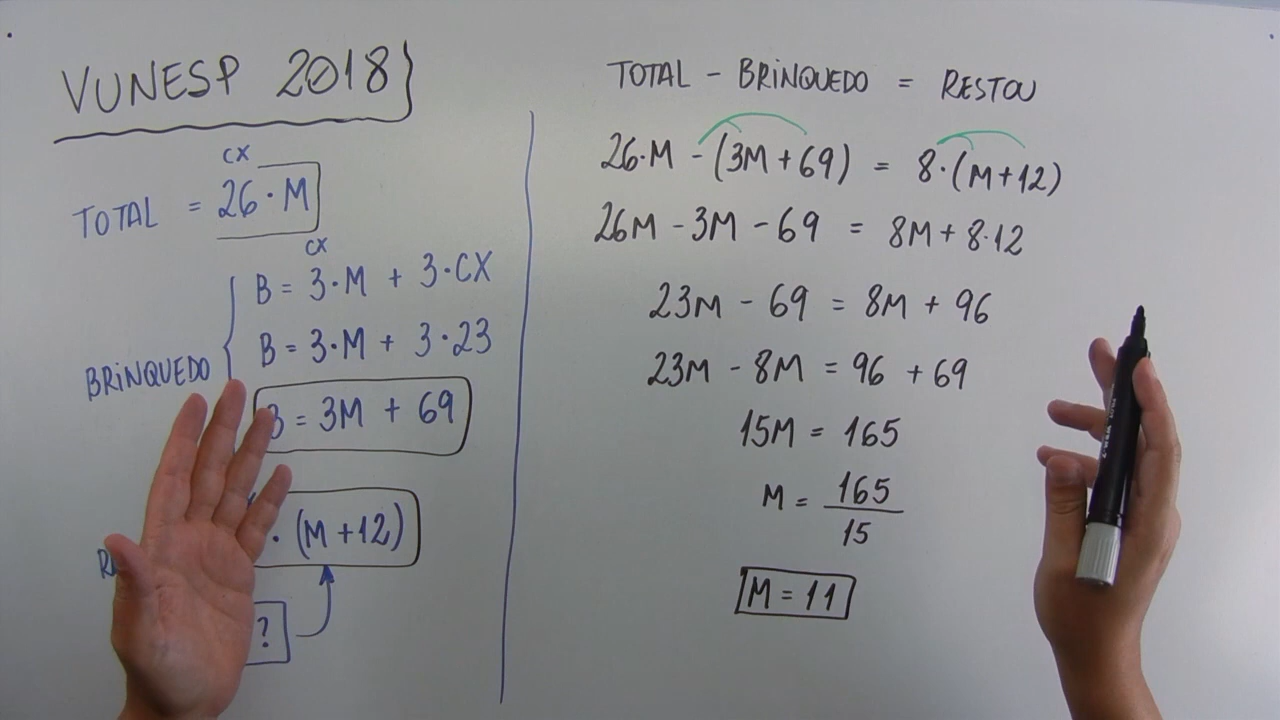 VUNESP 2018}
CX
TOTAL = 26·M
CX
B = 3·M + 3·CX
B = 3·M + 3·23
BRINQUEDO {
B = 3M + 69
· (M+12)
?
TOTAL - BRINQUEDO = RESTOU
26·M - (3M+69) = 8·(M+12)
26M - 3M - 69 = 8M + 8·12
23M - 69 = 8M + 96
23M - 8M = 96 + 69
15M = 165
M = 165/15
M = 11